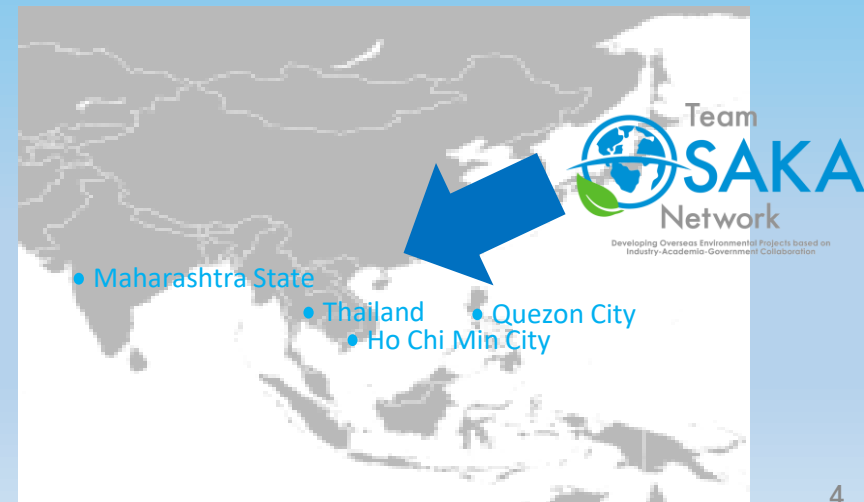 Team
OSAKA
Network
Developing Overseas Environmental Projects based on
Industry-Academia-Government Collaboration
• Maharashtra State
• Thailand
• Quezon City
• Ho Chi Min City
4